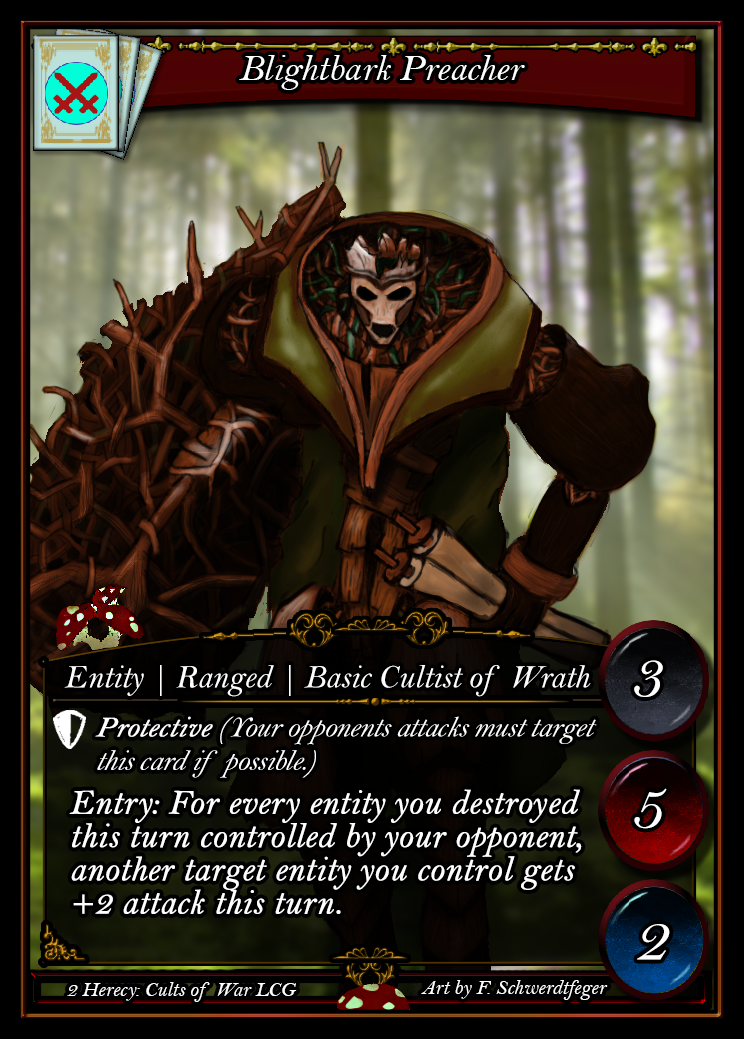 Blightbark Preacher
Entity | Ranged | Basic Cultist of Wrath
3
Protective (Your opponents attacks must target
this card if possible.)
5
Entry: For every entity you destroyed
this turn controlled by your opponent,
another target entity you control gets
+2 attack this turn.
2
2 Herecy: Cults of War LCG
Art by F. Schwerdtfeger